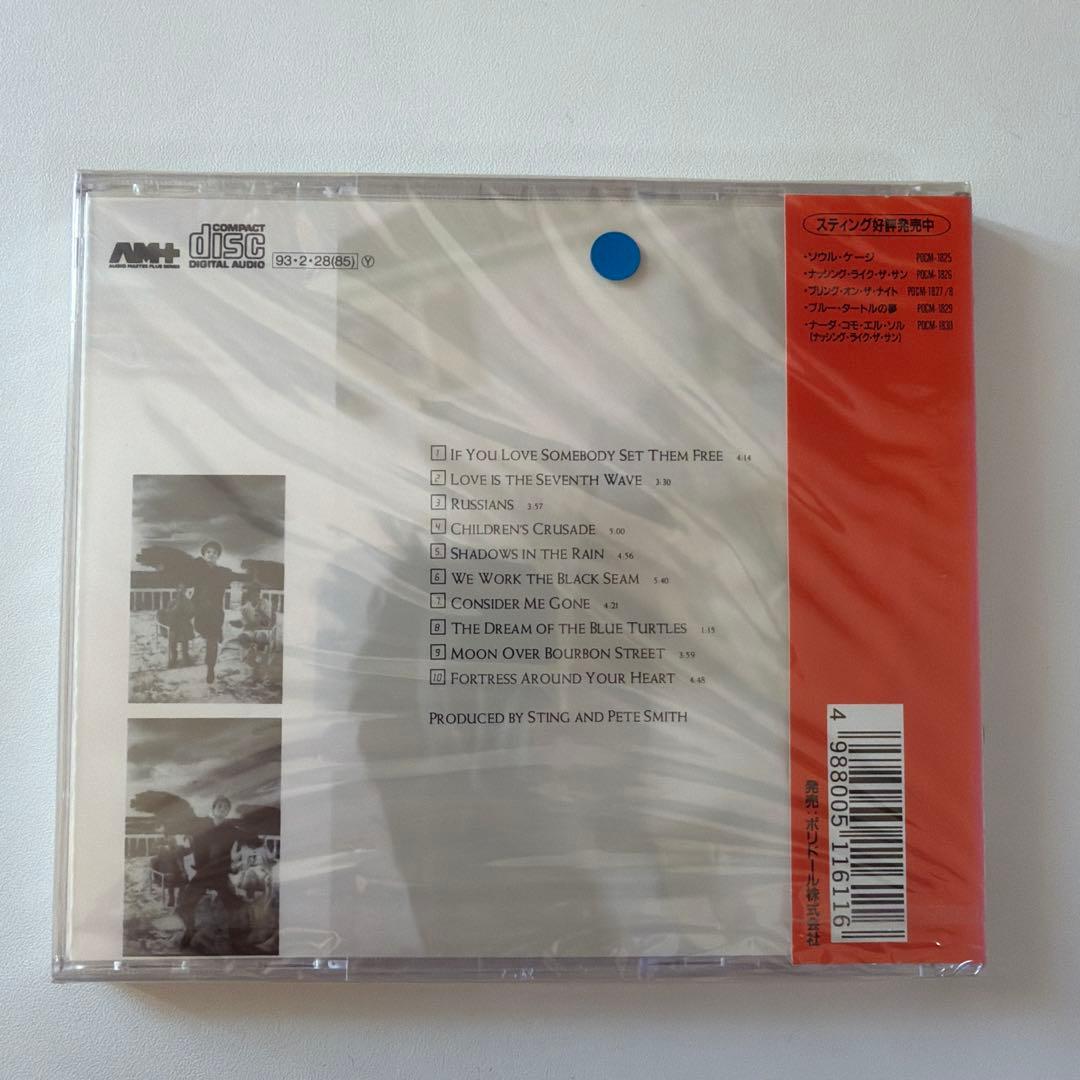 AM+
AUDIO MASTER PLUS SERIES
COMPACT
disc
DIGITAL AUDIO
93・2・28(85) Y
1 IF YOU LOVE SOMEBODY SET THEM FREE 4:14
2 LOVE IS THE SEVENTH WAVE 3:30
3 RUSSIANS 3:57
4 CHILDREN'S CRUSADE 5:00
5 SHADOWS IN THE RAIN 4:56
6 WE WORK THE BLACK SEAM 5:40
7 CONSIDER ME GONE 4:21
8 THE DREAM OF THE BLUE TURTLES 1:15
9 MOON OVER BOURBON STREET 3:59
10 FORTRESS AROUND YOUR HEART 4:48
PRODUCED BY STING AND PETE SMITH
スティング好評発売中
・ソウル・ケージ POCM-1825
・ナッシング・ライク・ザ・サン POCM-1826
・ブリング・オン・ザ・ナイト POCM-1827/8
・ブルー・タートルの夢 POCM-1829
・ナーダ・コモ・エル・ソル POCM-1830
(ナッシング・ライク・ザ・サン)
発売:ポリドール株式会社
4 988005 116116